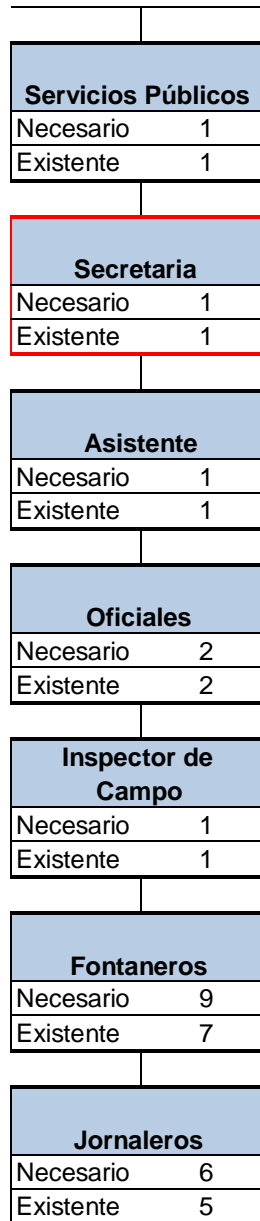 Servicios Públicos
Necesario 1
Existente 1
Secretaria
Necesario 1
Existente 1
Asistente
Necesario 1
Existente 1
Oficiales
Necesario 2
Existente 2
Inspector de
Campo
Necesario 1
Existente 1
Fontaneros
Necesario 9
Existente 7
Jornaleros
Necesario 6
Existente 5